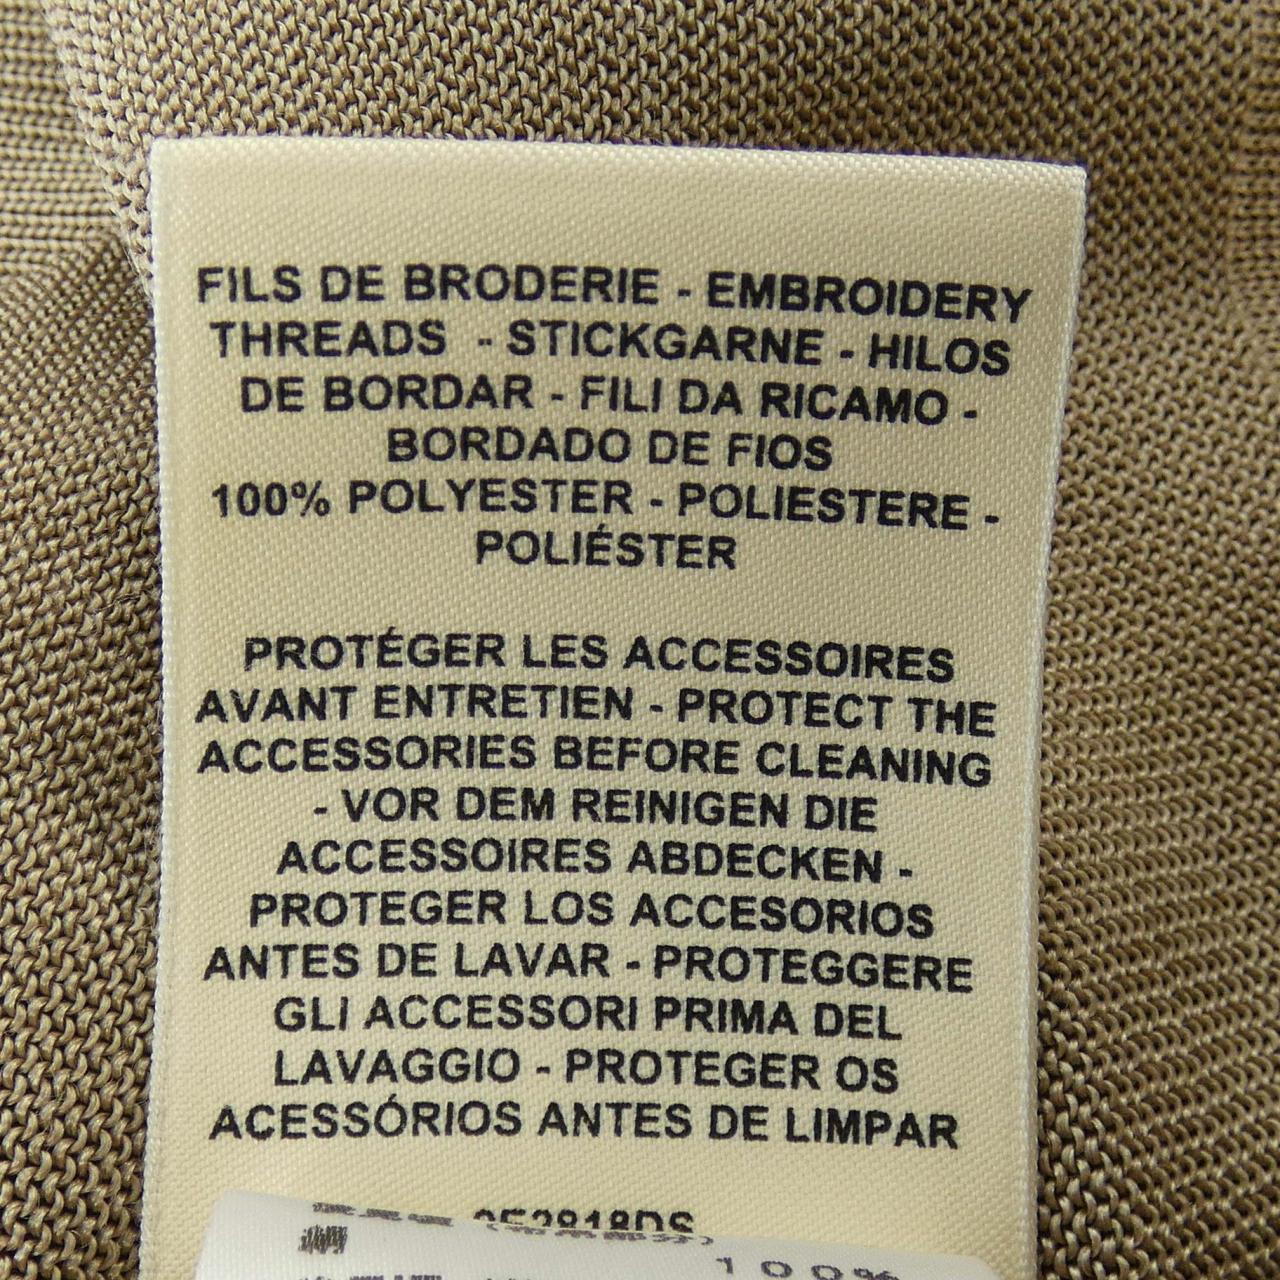 FILS DE BRODERIE - EMBROIDERY
THREADS - STICKGARNE - HILOS
DE BORDAR - FILI DA RICAMO -
BORDADO DE FIOS
100% POLYESTER - POLIESTERE -
POLIÉSTER
PROTÉGER LES ACCESSOIRES
AVANT ENTRETIEN - PROTECT THE
ACCESSORIES BEFORE CLEANING
- VOR DEM REINIGEN DIE
ACCESSOIRES ABDECKEN -
PROTEGER LOS ACCESORIOS
ANTES DE LAVAR - PROTEGGERE
GLI ACCESSORI PRIMA DEL
LAVAGGIO - PROTEGER OS
ACESSÓRIOS ANTES DE LIMPAR
100%